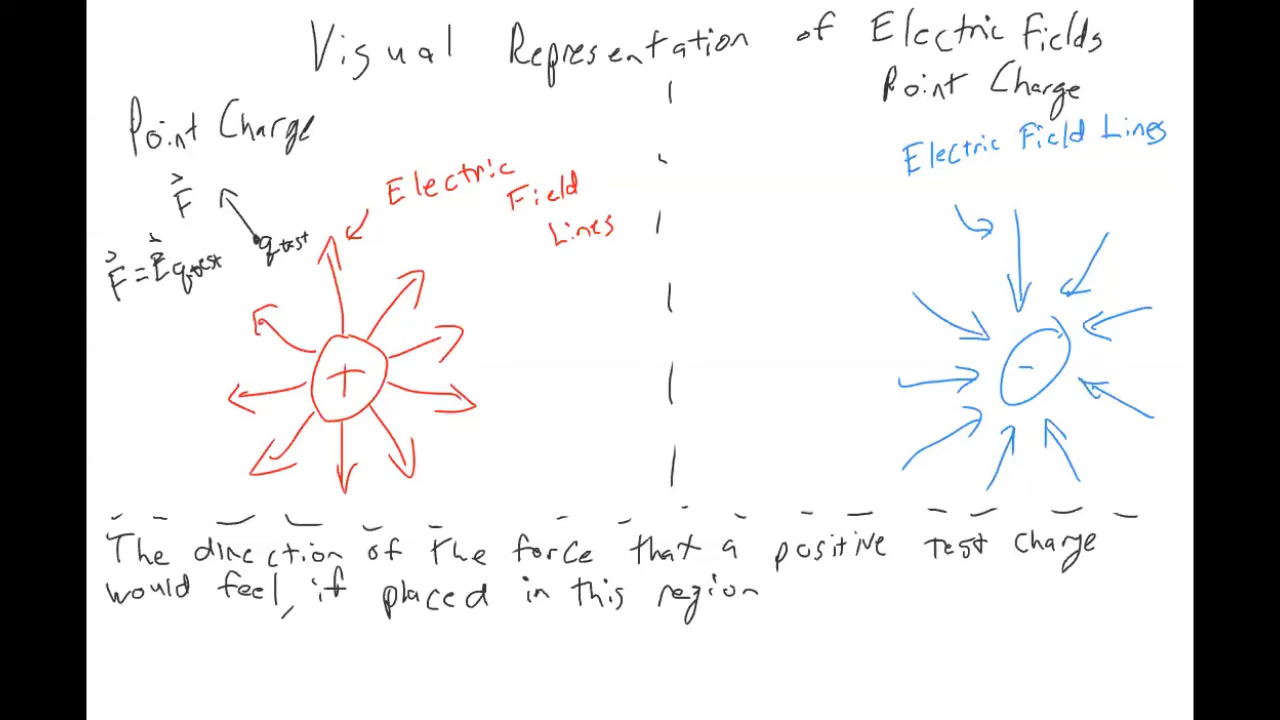 Visual Representation of Electric Fields
Point Charge
F⃗
q test
F⃗ = E⃗ q test
Electric
Field
Lines
+
Point Charge
Electric Field Lines
-
The direction of the force that a positive test charge
would feel, if placed in this region